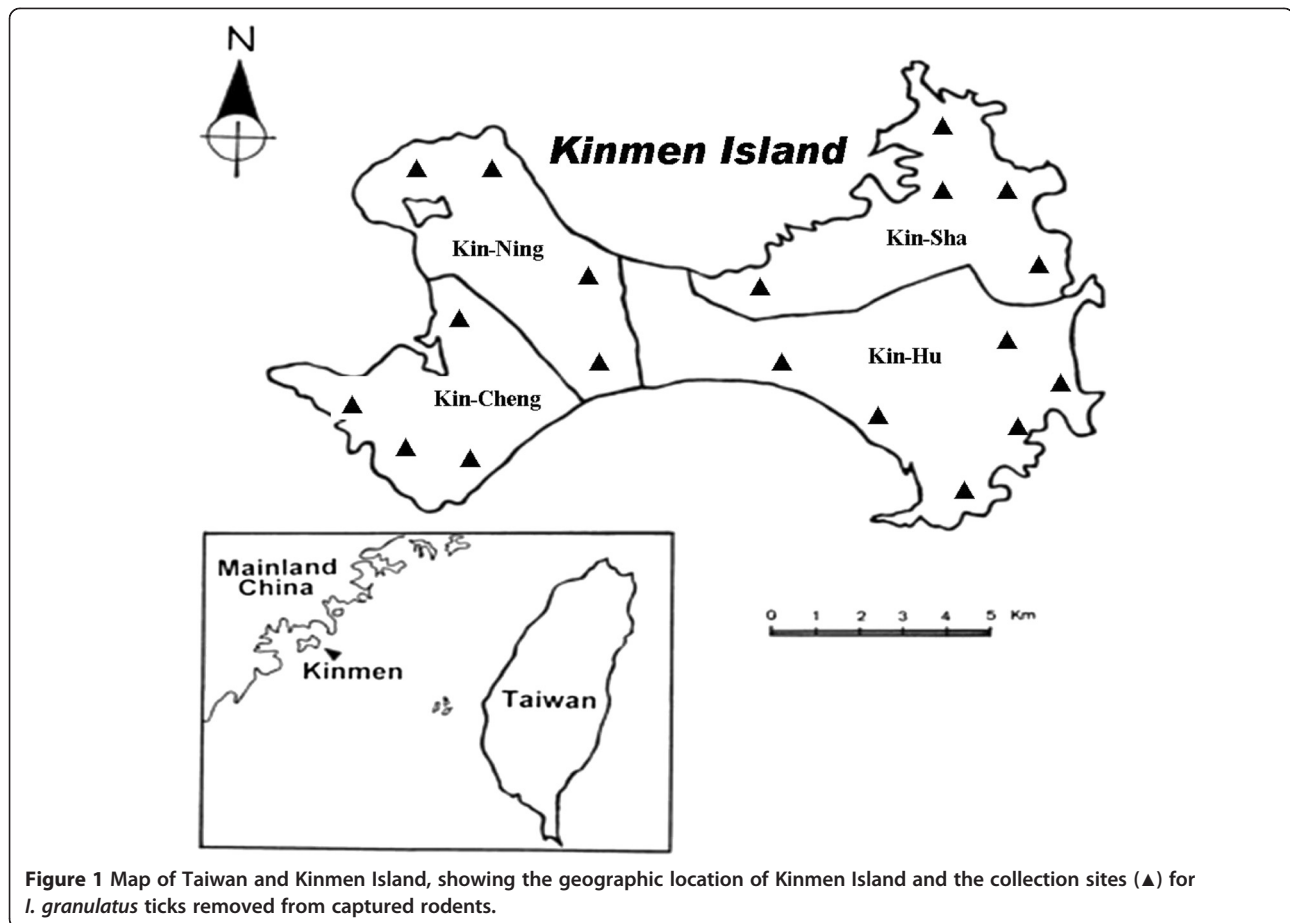 N
Kinmen Island
Kin-Ning
Kin-Sha
Kin-Hu
Kin-Cheng
Mainland
China
Kinmen
Taiwan
0 1 2 3 4 5 Km
Figure 1 Map of Taiwan and Kinmen Island, showing the geographic location of Kinmen Island and the collection sites (▲) for
I. granulatus ticks removed from captured rodents.